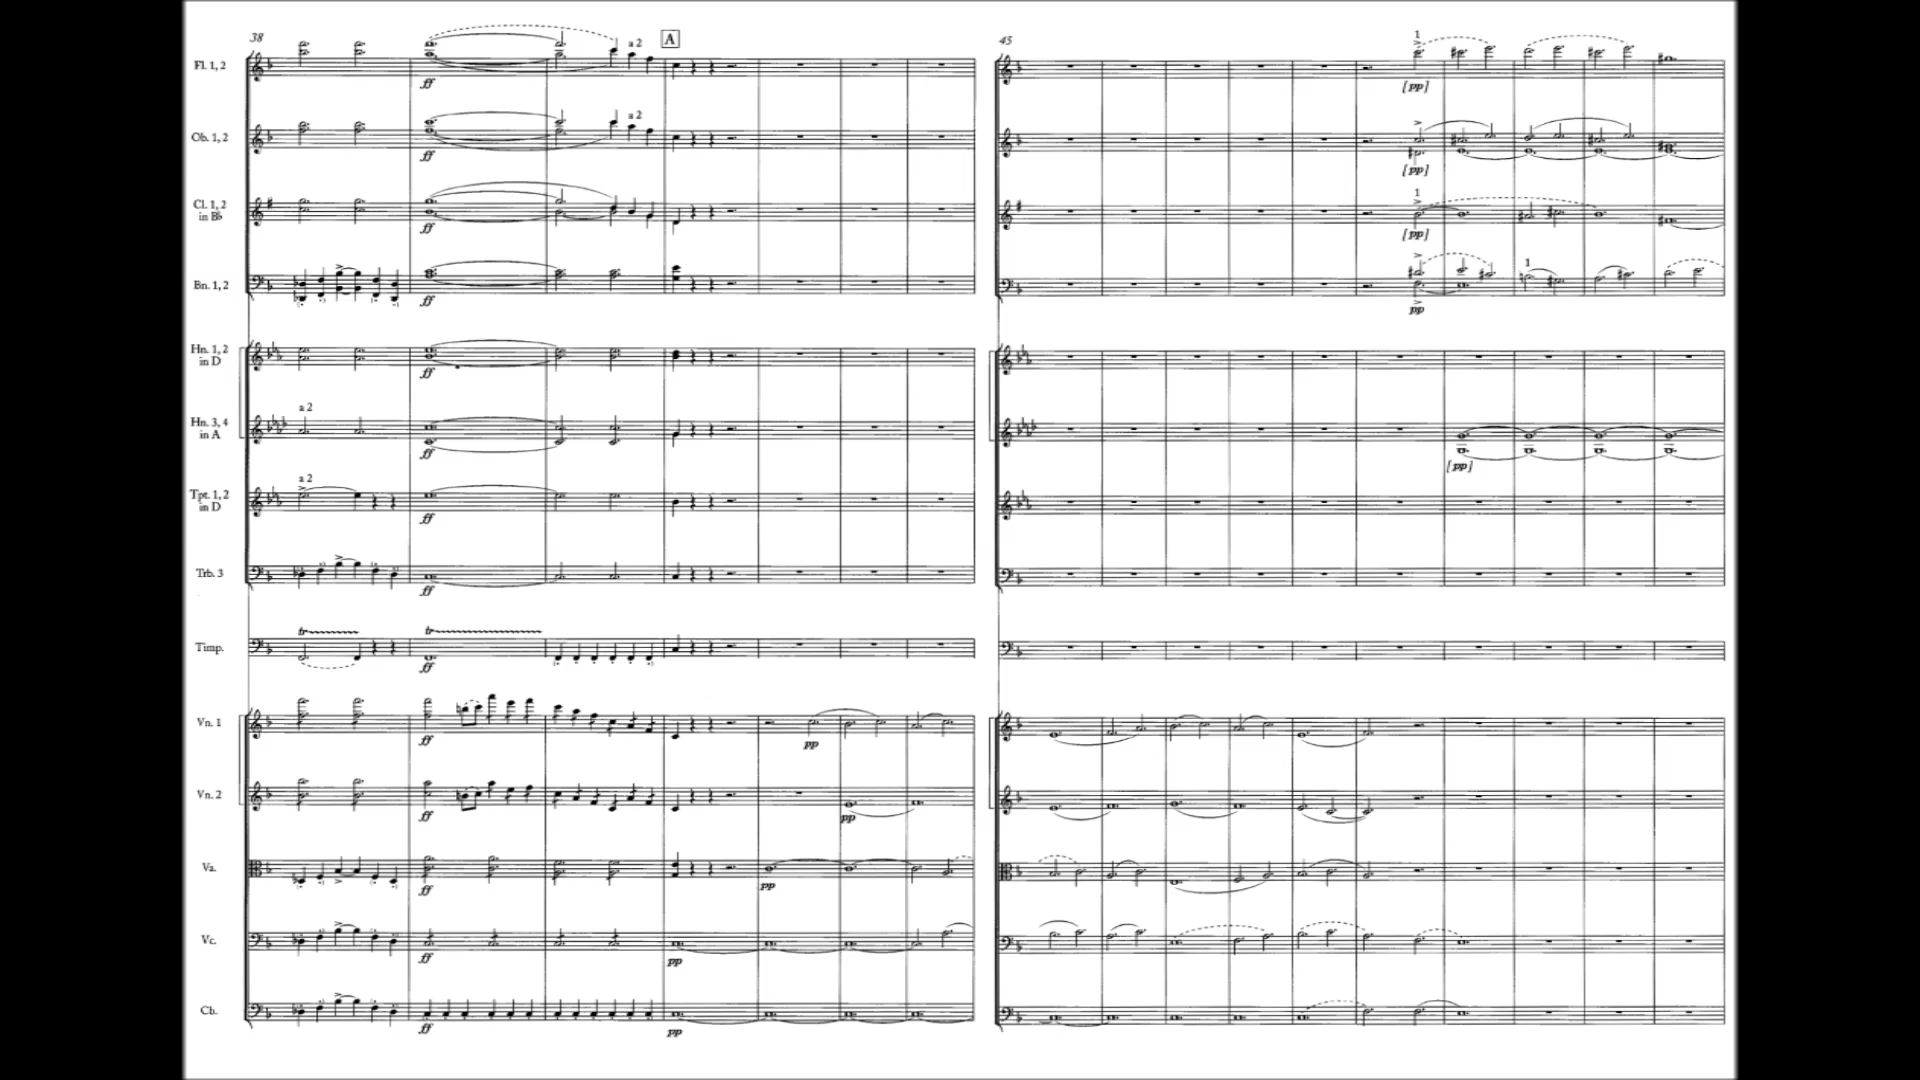 38
A
45
Fl. 1, 2
a 2
1
ff
[pp]
Ob. 1, 2
a 2
ff
[pp]
Cl. 1, 2
in B♭
1
ff
[pp]
Bn. 1, 2
1
ff
pp
Hn. 1, 2
in D
ff
Hn. 3, 4
in A
a 2
ff
[pp]
Tpt. 1, 2
in D
a 2
ff
Trb. 3
ff
Timp.
tr
tr
ff
Vn. 1
ff
pp
Vn. 2
ff
pp
Va.
ff
pp
Vc.
ff
pp
Cb.
ff
pp